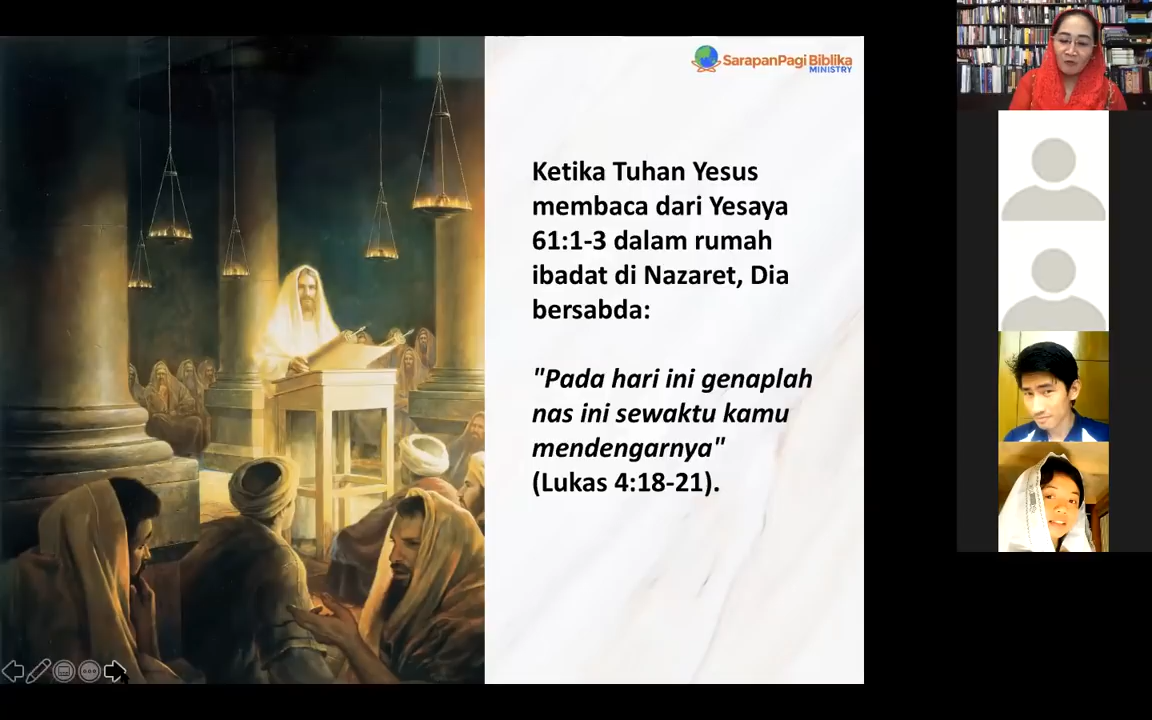 SarapanPagi Biblika
MINISTRY
Ketika Tuhan Yesus
membaca dari Yesaya
61:1-3 dalam rumah
ibadat di Nazaret, Dia
bersabda:
"Pada hari ini genaplah
nas ini sewaktu kamu
mendengarnya"
(Lukas 4:18-21).